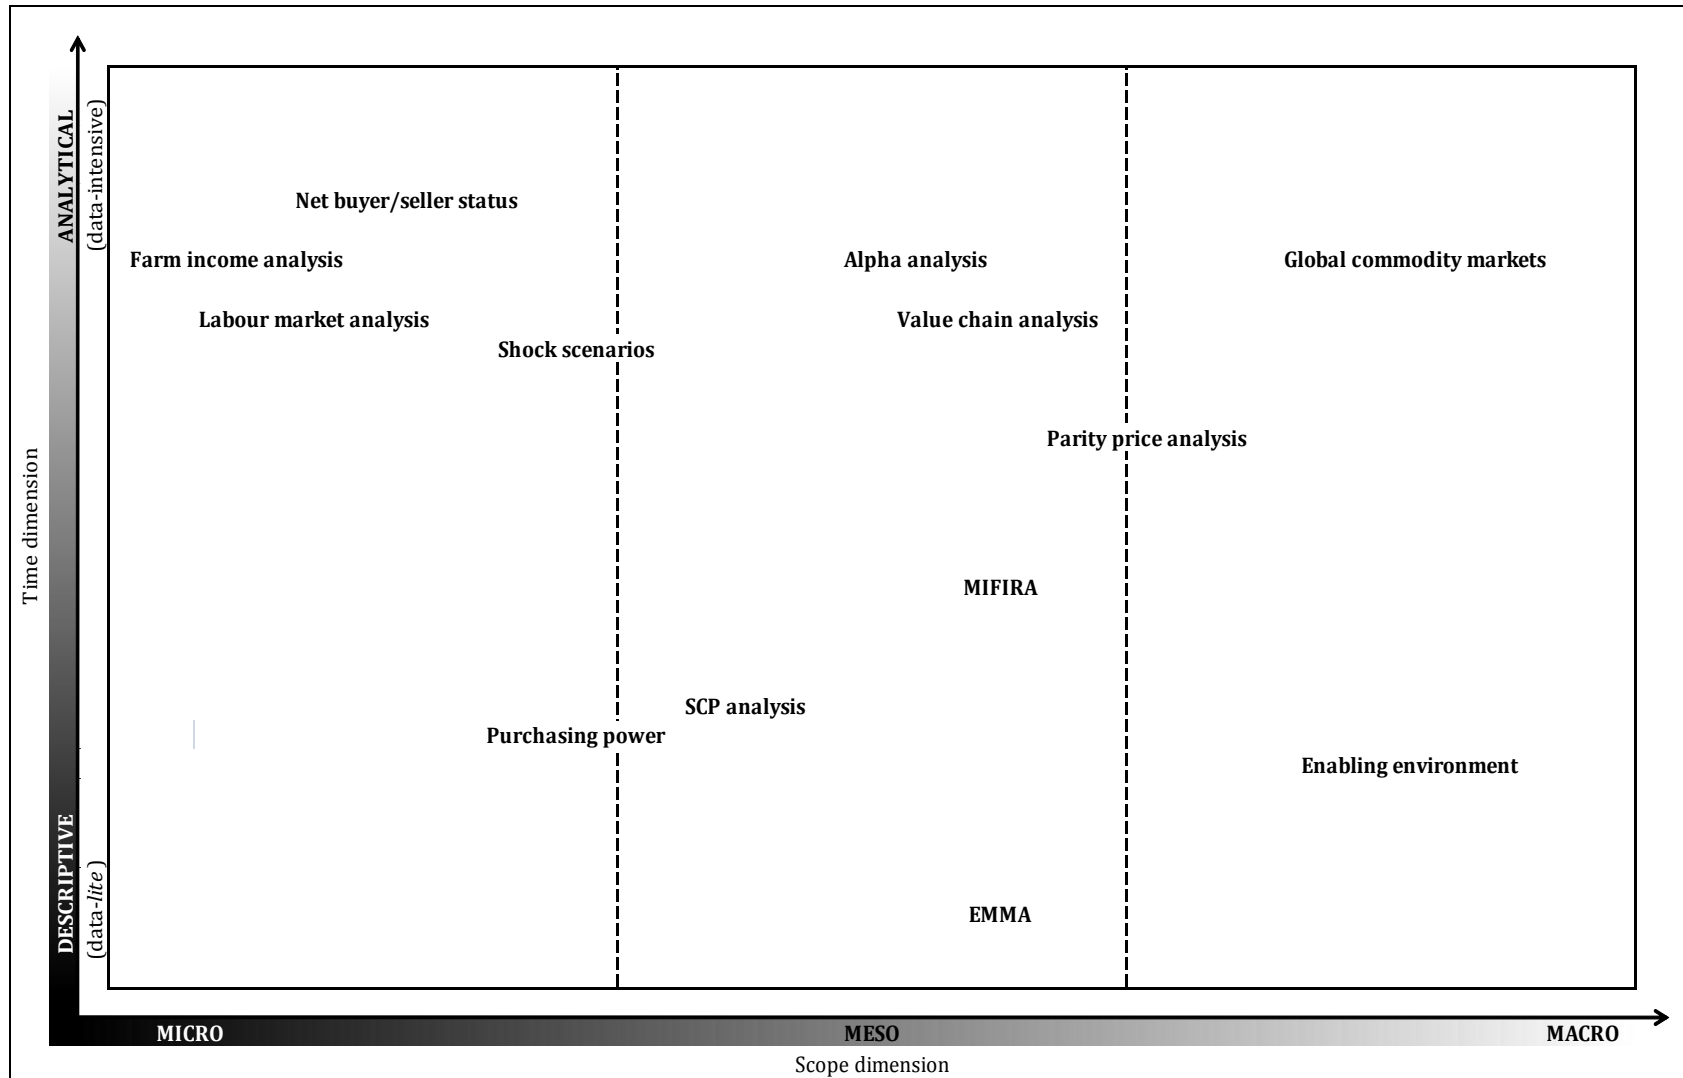 ANALYTICAL
(data-intensive)
Net buyer/seller status
Farm income analysis
Alpha analysis
Global commodity markets
Labour market analysis
Value chain analysis
Shock scenarios
Parity price analysis
Time dimension
MIFIRA
SCP analysis
Purchasing power
Enabling environment
DESCRIPTIVE
(data-lite)
EMMA
MICRO
MESO
MACRO
Scope dimension